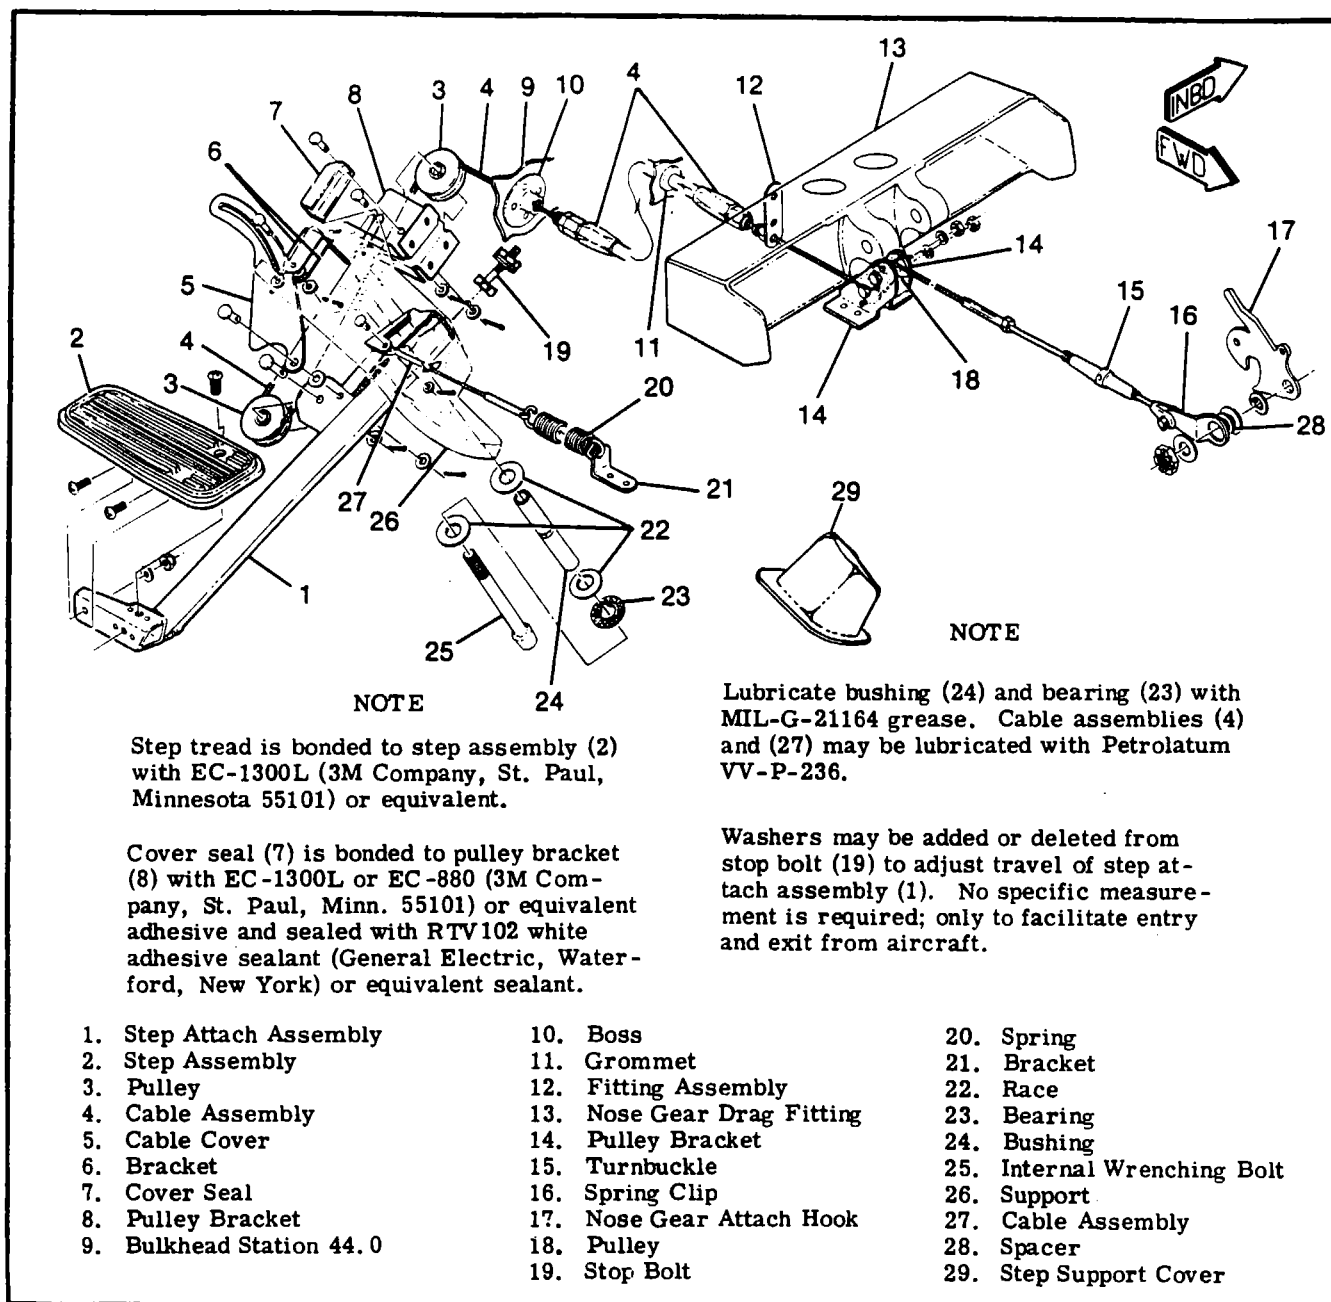 13
4
12
10
9
4
3
8
7
INBD
FWD
6
17
14
15
5
16
2
4
19
11
18
3
20
14
28
21
27
29
26
22
1
23
25
24
NOTE
Step tread is bonded to step assembly (2)
with EC-1300L (3M Company, St. Paul,
Minnesota 55101) or equivalent.
Cover seal (7) is bonded to pulley bracket
(8) with EC-1300L or EC-880 (3M Com-
pany, St. Paul, Minn. 55101) or equivalent
adhesive and sealed with RTV102 white
adhesive sealant (General Electric, Water-
ford, New York) or equivalent sealant.
NOTE
Lubricate bushing (24) and bearing (23) with
MIL-G-21164 grease. Cable assemblies (4)
and (27) may be lubricated with Petrolatum
VV-P-236.
Washers may be added or deleted from
stop bolt (19) to adjust travel of step at-
tach assembly (1). No specific measure-
ment is required; only to facilitate entry
and exit from aircraft.
1. Step Attach Assembly
2. Step Assembly
3. Pulley
4. Cable Assembly
5. Cable Cover
6. Bracket
7. Cover Seal
8. Pulley Bracket
9. Bulkhead Station 44.0
10. Boss
11. Grommet
12. Fitting Assembly
13. Nose Gear Drag Fitting
14. Pulley Bracket
15. Turnbuckle
16. Spring Clip
17. Nose Gear Attach Hook
18. Pulley
19. Stop Bolt
20. Spring
21. Bracket
22. Race
23. Bearing
24. Bushing
25. Internal Wrenching Bolt
26. Support
27. Cable Assembly
28. Spacer
29. Step Support Cover